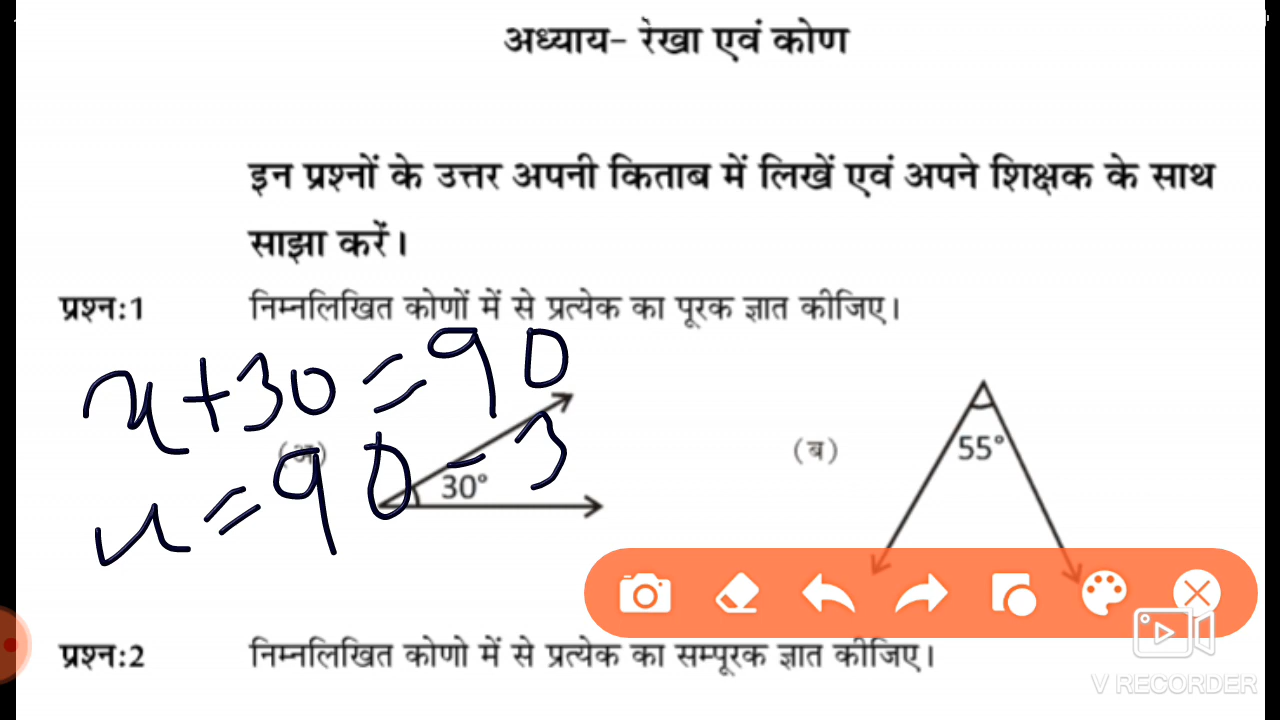 अध्याय- रेखा एवं कोण
इन प्रश्नों के उत्तर अपनी किताब में लिखें एवं अपने शिक्षक के साथ
साझा करें।
प्रश्न:1 निम्नलिखित कोणों में से प्रत्येक का पूरक ज्ञात कीजिए।
x+30=90
(अ) 30° (ब) 55°
x=90-3
प्रश्न:2 निम्नलिखित कोणो में से प्रत्येक का सम्पूरक ज्ञात कीजिए।
V RECORDER